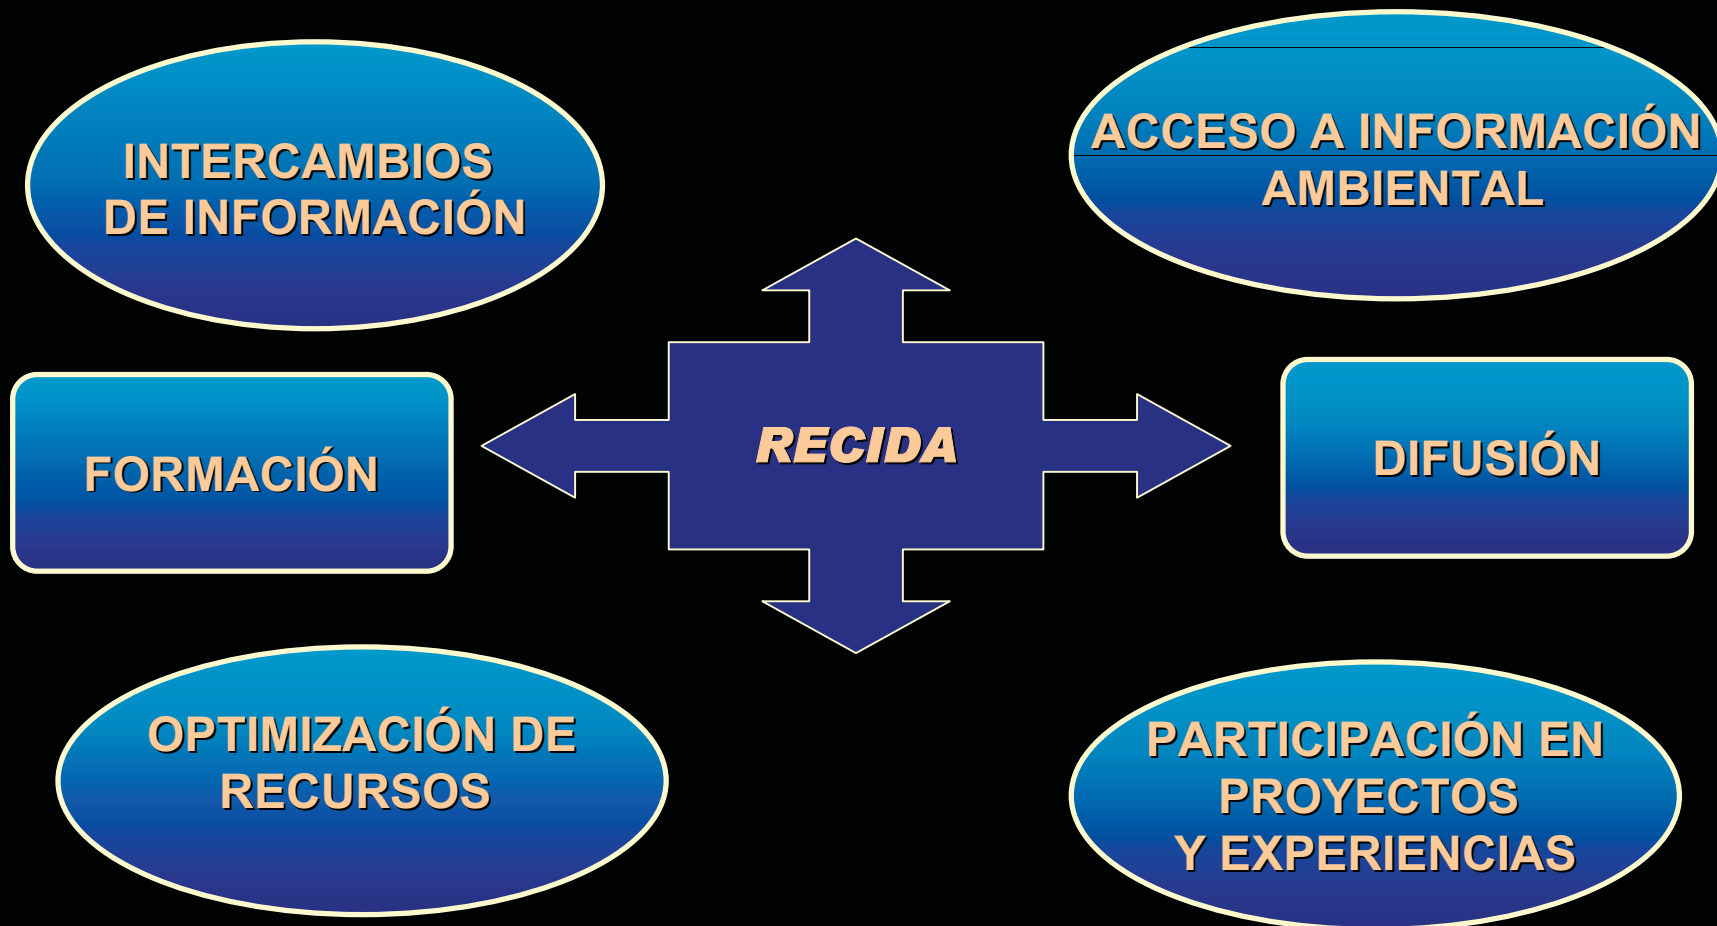 INTERCAMBIOS
DE INFORMACIÓN
ACCESO A INFORMACIÓN
AMBIENTAL
FORMACIÓN
RECIDA
DIFUSIÓN
OPTIMIZACIÓN DE
RECURSOS
PARTICIPACIÓN EN
PROYECTOS
Y EXPERIENCIAS